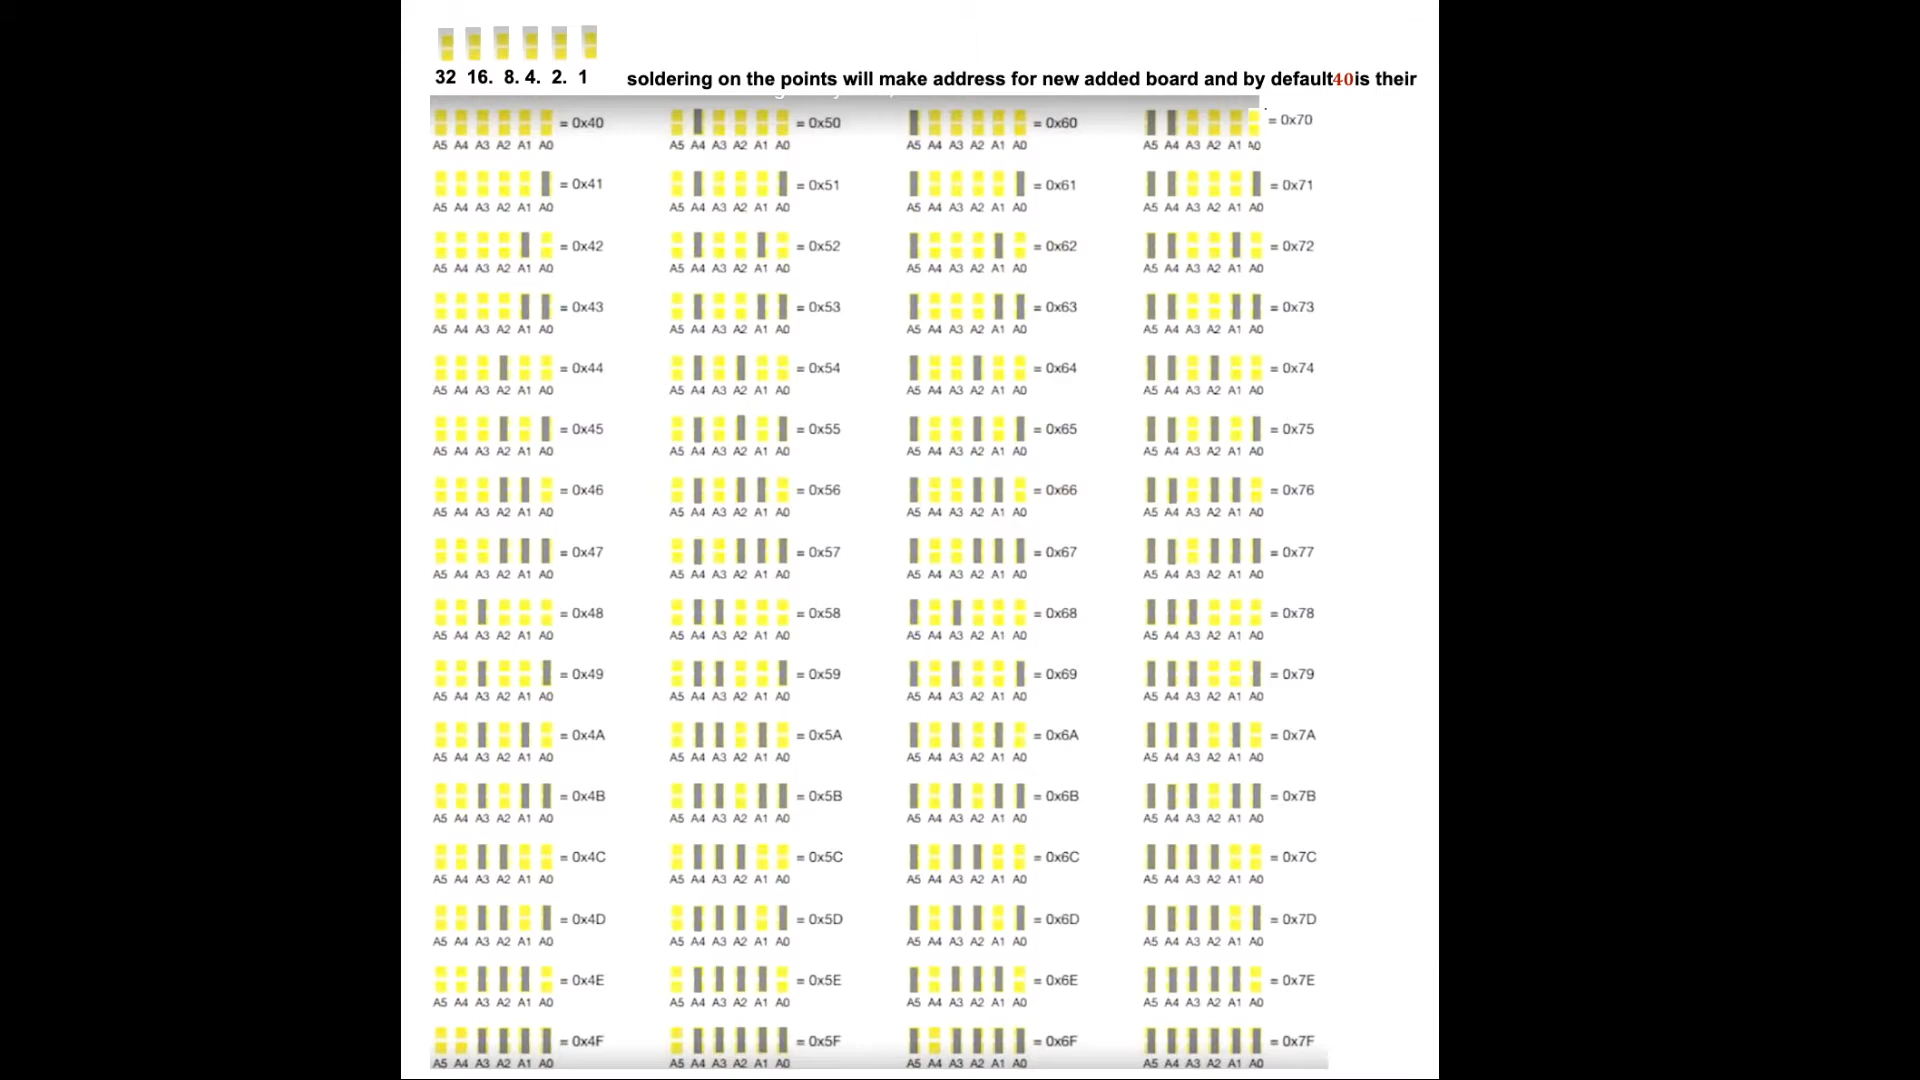 32 16. 8. 4. 2. 1 soldering on the points will make address for new added board and by default40is their
= 0x40 = 0x50 = 0x60 = 0x70
A5 A4 A3 A2 A1 A0 A5 A4 A3 A2 A1 A0 A5 A4 A3 A2 A1 A0 A5 A4 A3 A2 A1 A0
= 0x41 = 0x51 = 0x61 = 0x71
A5 A4 A3 A2 A1 A0 A5 A4 A3 A2 A1 A0 A5 A4 A3 A2 A1 A0 A5 A4 A3 A2 A1 A0
= 0x42 = 0x52 = 0x62 = 0x72
A5 A4 A3 A2 A1 A0 A5 A4 A3 A2 A1 A0 A5 A4 A3 A2 A1 A0 A5 A4 A3 A2 A1 A0
= 0x43 = 0x53 = 0x63 = 0x73
A5 A4 A3 A2 A1 A0 A5 A4 A3 A2 A1 A0 A5 A4 A3 A2 A1 A0 A5 A4 A3 A2 A1 A0
= 0x44 = 0x54 = 0x64 = 0x74
A5 A4 A3 A2 A1 A0 A5 A4 A3 A2 A1 A0 A5 A4 A3 A2 A1 A0 A5 A4 A3 A2 A1 A0
= 0x45 = 0x55 = 0x65 = 0x75
A5 A4 A3 A2 A1 A0 A5 A4 A3 A2 A1 A0 A5 A4 A3 A2 A1 A0 A5 A4 A3 A2 A1 A0
= 0x46 = 0x56 = 0x66 = 0x76
A5 A4 A3 A2 A1 A0 A5 A4 A3 A2 A1 A0 A5 A4 A3 A2 A1 A0 A5 A4 A3 A2 A1 A0
= 0x47 = 0x57 = 0x67 = 0x77
A5 A4 A3 A2 A1 A0 A5 A4 A3 A2 A1 A0 A5 A4 A3 A2 A1 A0 A5 A4 A3 A2 A1 A0
= 0x48 = 0x58 = 0x68 = 0x78
A5 A4 A3 A2 A1 A0 A5 A4 A3 A2 A1 A0 A5 A4 A3 A2 A1 A0 A5 A4 A3 A2 A1 A0
= 0x49 = 0x59 = 0x69 = 0x79
A5 A4 A3 A2 A1 A0 A5 A4 A3 A2 A1 A0 A5 A4 A3 A2 A1 A0 A5 A4 A3 A2 A1 A0
= 0x4A = 0x5A = 0x6A = 0x7A
A5 A4 A3 A2 A1 A0 A5 A4 A3 A2 A1 A0 A5 A4 A3 A2 A1 A0 A5 A4 A3 A2 A1 A0
= 0x4B = 0x5B = 0x6B = 0x7B
A5 A4 A3 A2 A1 A0 A5 A4 A3 A2 A1 A0 A5 A4 A3 A2 A1 A0 A5 A4 A3 A2 A1 A0
= 0x4C = 0x5C = 0x6C = 0x7C
A5 A4 A3 A2 A1 A0 A5 A4 A3 A2 A1 A0 A5 A4 A3 A2 A1 A0 A5 A4 A3 A2 A1 A0
= 0x4D = 0x5D = 0x6D = 0x7D
A5 A4 A3 A2 A1 A0 A5 A4 A3 A2 A1 A0 A5 A4 A3 A2 A1 A0 A5 A4 A3 A2 A1 A0
= 0x4E = 0x5E = 0x6E = 0x7E
A5 A4 A3 A2 A1 A0 A5 A4 A3 A2 A1 A0 A5 A4 A3 A2 A1 A0 A5 A4 A3 A2 A1 A0
= 0x4F = 0x5F = 0x6F = 0x7F
A5 A4 A3 A2 A1 A0 A5 A4 A3 A2 A1 A0 A5 A4 A3 A2 A1 A0 A5 A4 A3 A2 A1 A0